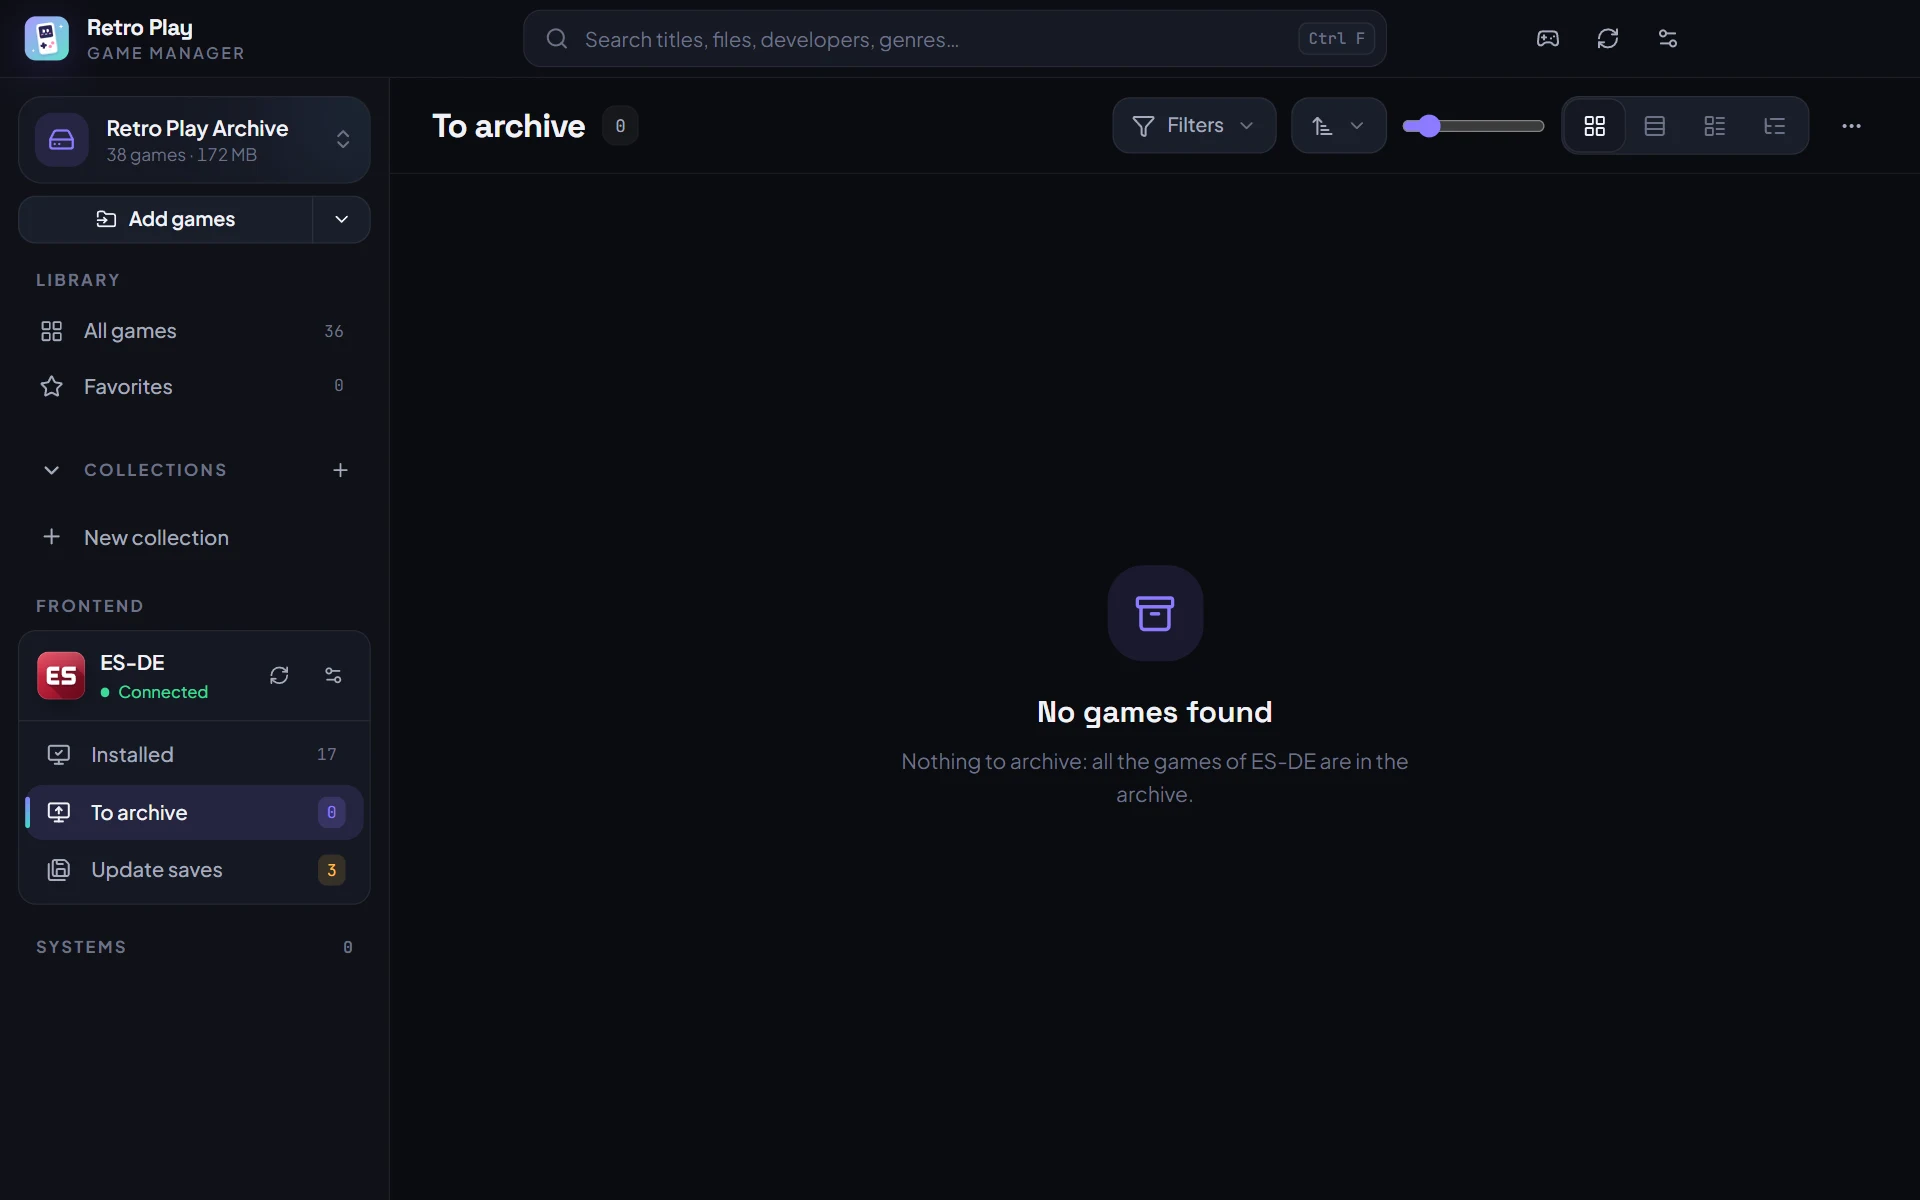 Retro Play
GAME MANAGER
Search titles, files, developers, genres...
Ctrl F
Retro Play Archive
38 games · 172 MB
Add games
LIBRARY
All games
36
Favorites
0
COLLECTIONS
New collection
FRONTEND
ES
ES-DE
Connected
Installed
17
To archive
0
Update saves
3
SYSTEMS
0
To archive
0
Filters
No games found
Nothing to archive: all the games of ES-DE are in the
archive.